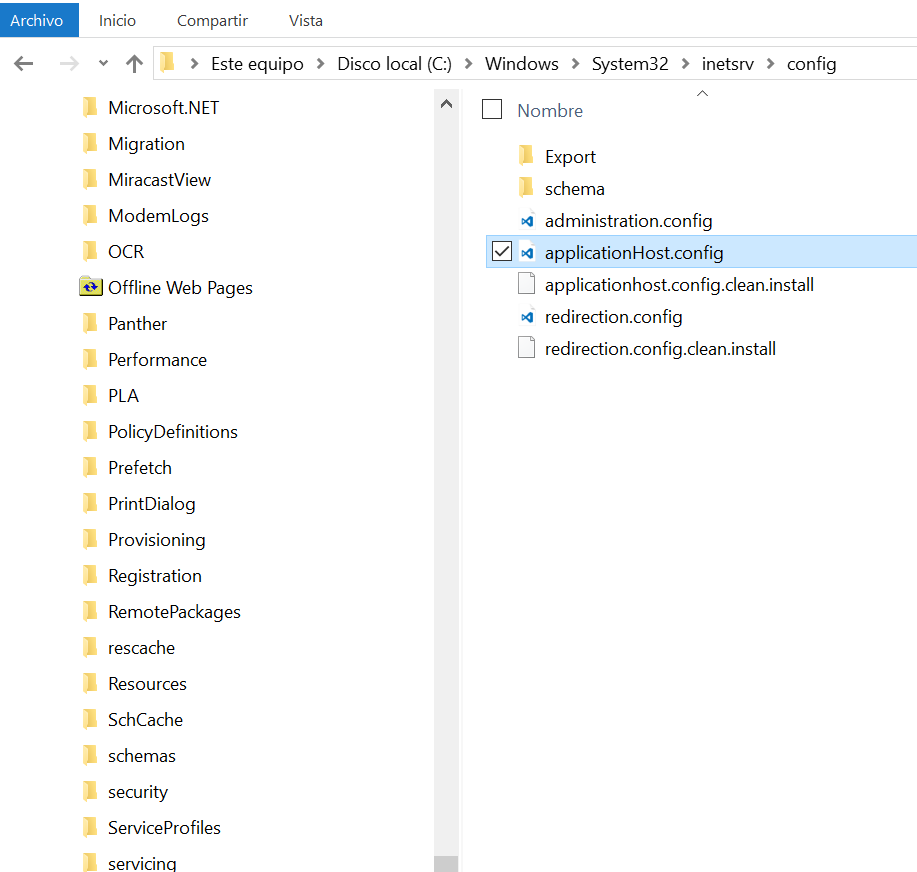 Archivo Inicio Compartir Vista
Este equipo Disco local (C:) Windows System32 inetsrv config
Microsoft.NET
Migration
MiracastView
ModemLogs
OCR
Offline Web Pages
Panther
Performance
PLA
PolicyDefinitions
Prefetch
PrintDialog
Provisioning
Registration
RemotePackages
rescache
Resources
SchCache
schemas
security
ServiceProfiles
servicing
Nombre
Export
schema
administration.config
applicationHost.config
applicationhost.config.clean.install
redirection.config
redirection.config.clean.install